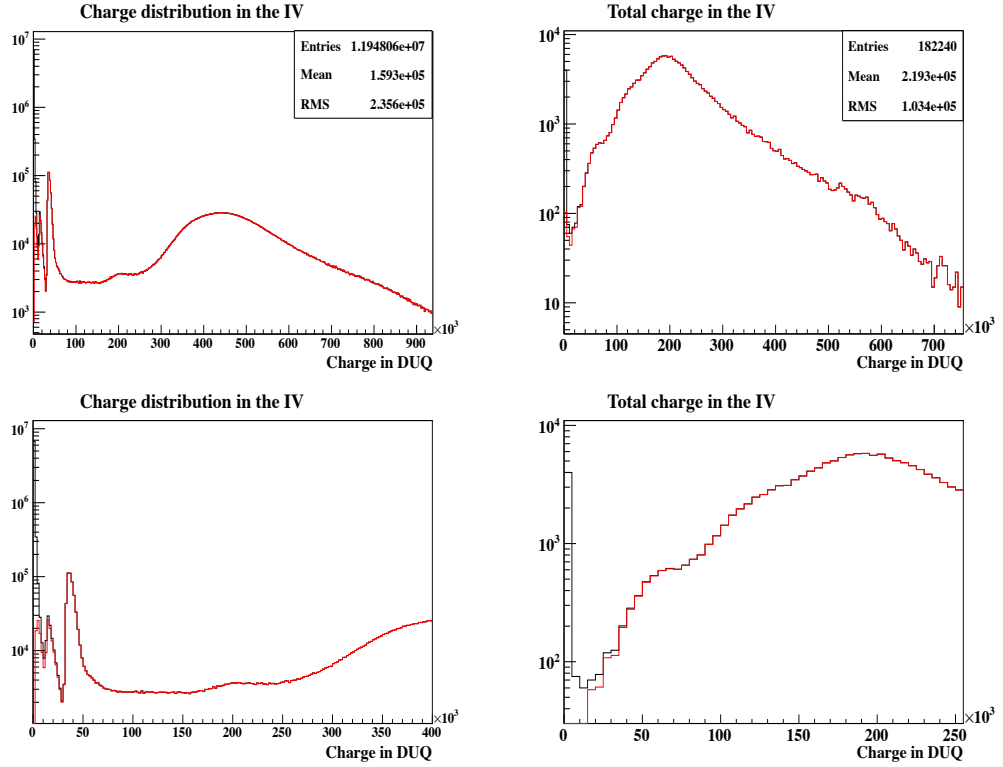 Charge distribution in the IV
Entries 1.194806e+07
Mean 1.593e+05
RMS 2.356e+05
10^7
10^6
10^5
10^4
10^3
0 100 200 300 400 500 600 700 800 900
×10^3
Charge in DUQ
Total charge in the IV
Entries 182240
Mean 2.193e+05
RMS 1.034e+05
10^4
10^3
10^2
10
0 100 200 300 400 500 600 700
×10^3
Charge in DUQ
Charge distribution in the IV
10^7
10^6
10^5
10^4
0 50 100 150 200 250 300 350 400
×10^3
Charge in DUQ
Total charge in the IV
10^4
10^3
10^2
0 50 100 150 200 250
×10^3
Charge in DUQ